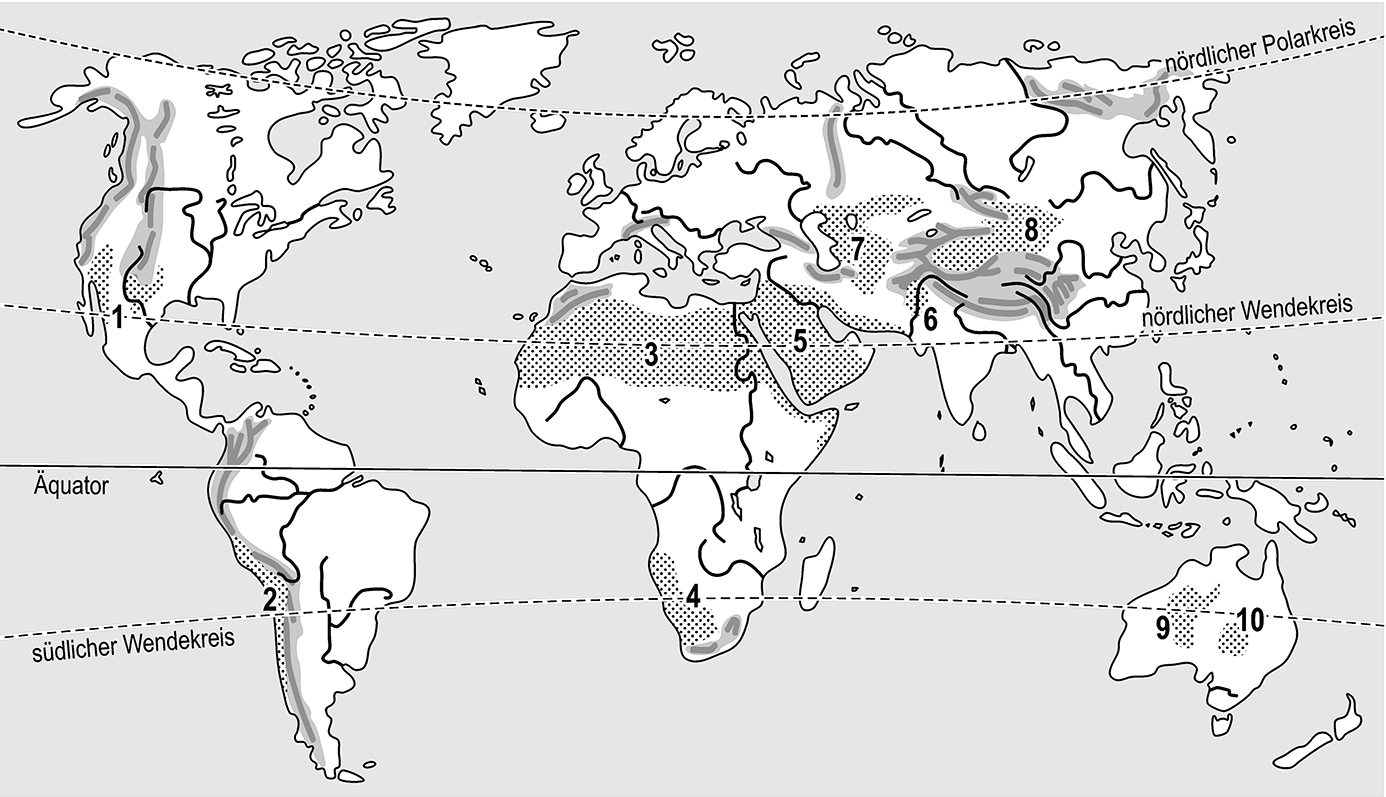 nördlicher Polarkreis
8
7
nördlicher Wendekreis
1
6
5
3
Äquator
2
4
10
9
südlicher Wendekreis